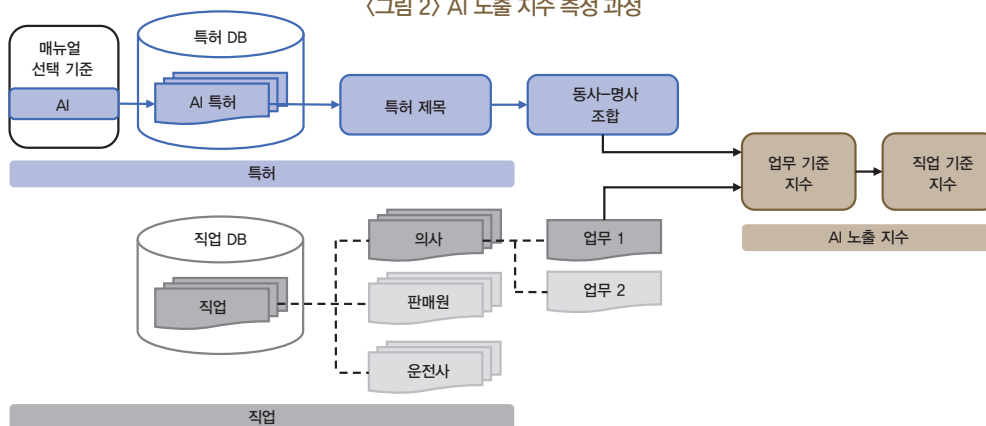 〈그림 2〉 AI 노출 지수 측정 과정
매뉴얼
선택 기준
AI
특허 DB
AI 특허
특허 제목
동사-명사
조합
특허
업무 기준
지수
직업 기준
지수
AI 노출 지수
직업 DB
직업
의사
판매원
운전사
업무 1
업무 2
직업